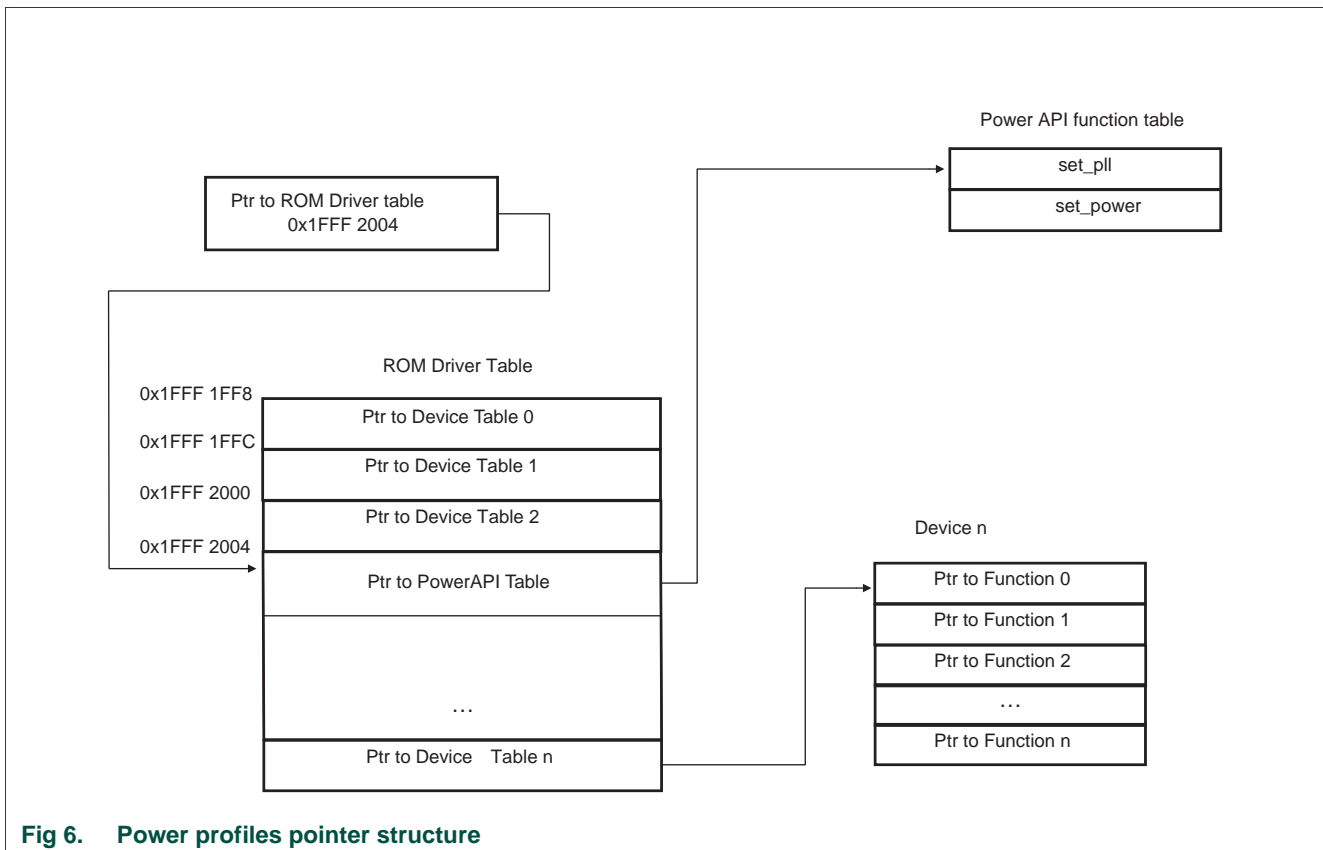 Power API function table
set_pll
set_power
Ptr to ROM Driver table
0x1FFF 2004
ROM Driver Table
0x1FFF 1FF8
Ptr to Device Table 0
0x1FFF 1FFC
Ptr to Device Table 1
0x1FFF 2000
Ptr to Device Table 2
0x1FFF 2004
Ptr to PowerAPI Table
…
Ptr to Device Table n
Device n
Ptr to Function 0
Ptr to Function 1
Ptr to Function 2
…
Ptr to Function n
Fig 6. Power profiles pointer structure